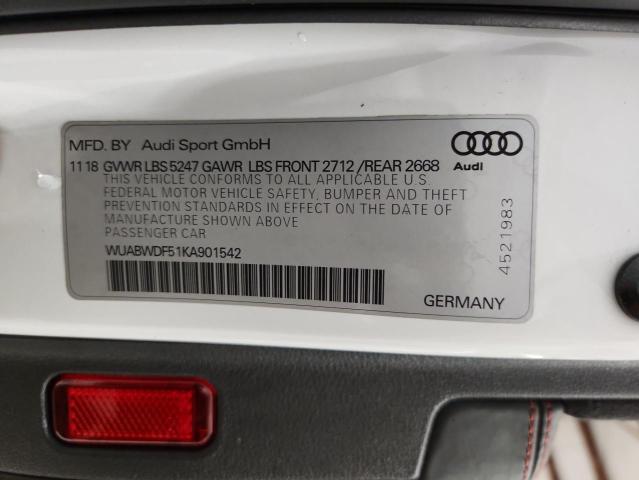 MFD. BY Audi Sport GmbH
11 18 GVWR LBS 5247 GAWR LBS FRONT 2712 / REAR 2668
Audi
THIS VEHICLE CONFORMS TO ALL APPLICABLE U.S.
FEDERAL MOTOR VEHICLE SAFETY, BUMPER AND THEFT
PREVENTION STANDARDS IN EFFECT ON THE DATE OF
MANUFACTURE SHOWN ABOVE
PASSENGER CAR
WUABWDF51KA901542
4521983
GERMANY